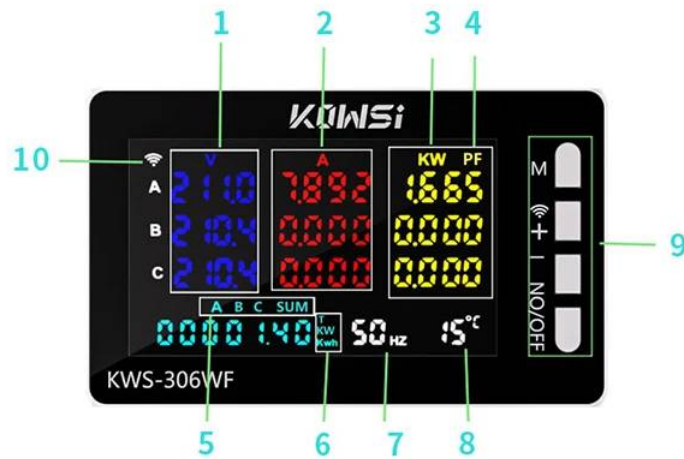 1 2 3 4
KOWSi
10 V A KW PF
A 211.0 7.892 1.665
B 210.4 0.000 0.000
C 210.4 0.000 0.000
M
+
−
NO/OFF
9
A B C SUM
00001.40 T KW Kwh 50 HZ 15°C
KWS-306WF
5 6 7 8